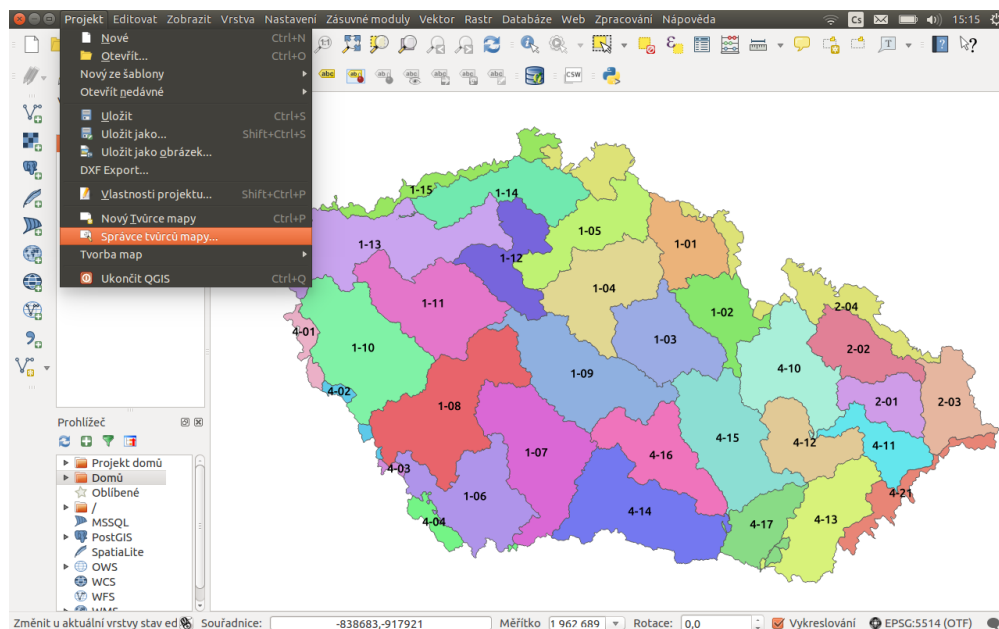 Projekt Editovat Zobrazit Vrstva Nastavení Zásuvné moduly Vektor Rastr Databáze Web Zpracování Nápověda Cs 15:15
Nové Ctrl+N
Otevřít... Ctrl+O
Nový ze šablony
Otevřít nedávné
Uložit Ctrl+S
Uložit jako... Shift+Ctrl+S
Uložit jako obrázek...
DXF Export...
Vlastnosti projektu... Shift+Ctrl+P
Nový Tvůrce mapy Ctrl+P
Správce tvůrců mapy...
Tvorba map
Ukončit QGIS Ctrl+Q
abc
CSW
1-15
1-14
1-05
1-13
1-01
1-12
1-04
1-11
2-04
1-02
4-01
1-03
1-10
2-02
1-09
4-10
4-02
2-01
2-03
1-08
4-15
4-12
4-11
1-07
4-16
4-03
1-06
4-21
4-14
4-04
4-17
4-13
Prohlížeč
Projekt domů
Domů
Oblíbené
/
MSSQL
PostGIS
SpatiaLite
OWS
WCS
WFS
WMS
Změnit u aktuální vrstvy stav ed Souřadnice: -838683,-917921 Měřítko 1 962 689 Rotace: 0,0 Vykreslování EPSG:5514 (OTF)